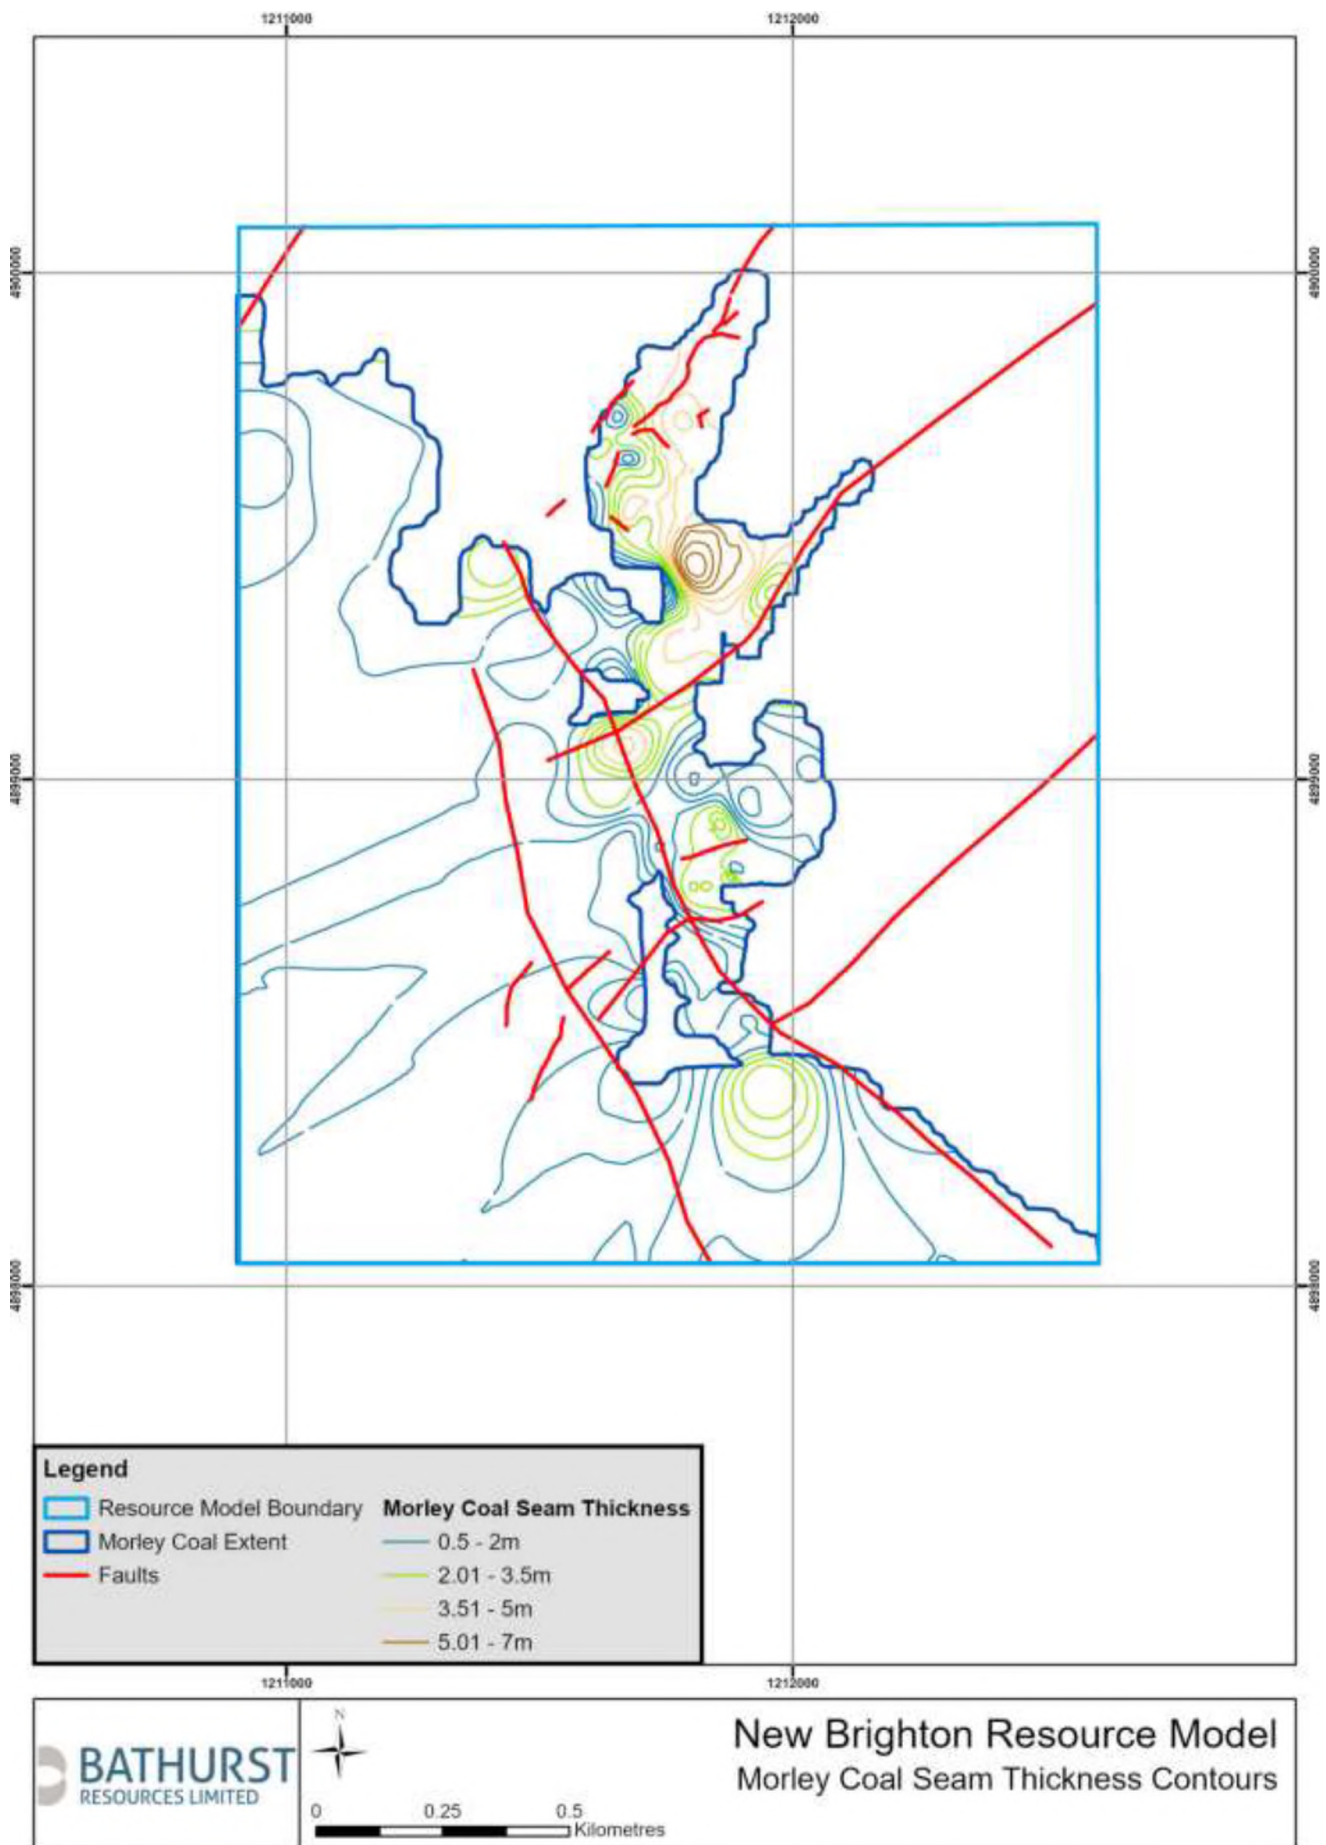 1211000 1212000
4900000 4900000
4899000 4899000
4898000 4898000
Legend
Resource Model Boundary Morley Coal Seam Thickness
Morley Coal Extent 0.5 - 2m
Faults 2.01 - 3.5m
3.51 - 5m
5.01 - 7m
1211000 1212000
N
New Brighton Resource Model
BATHURST
Morley Coal Seam Thickness Contours
RESOURCES LIMITED
0 0.25 0.5
Kilometres